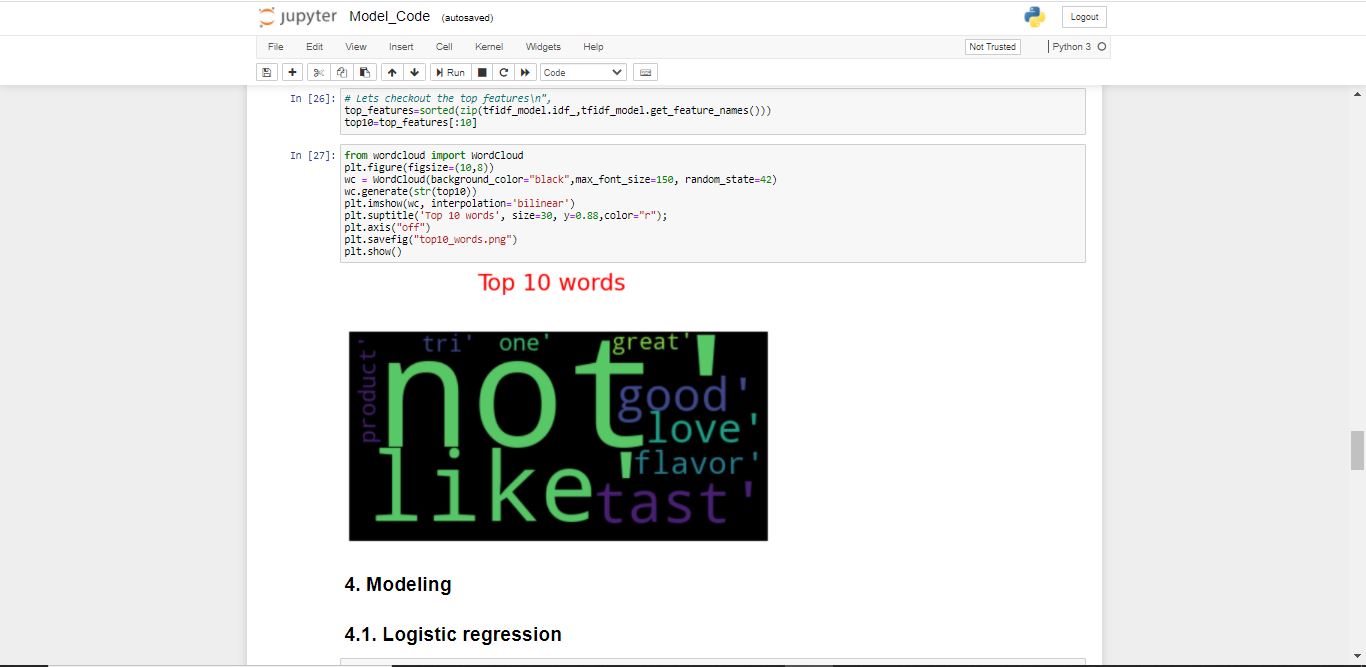 jupyter Model_Code (autosaved)
Logout
File Edit View Insert Cell Kernel Widgets Help
Not Trusted
Python 3
Run
Code
In [26]:
# Lets checkout the top features\n",
top_features=sorted(zip(tfidf_model.idf_,tfidf_model.get_feature_names()))
top10=top_features[:10]
In [27]:
from wordcloud import WordCloud
plt.figure(figsize=(10,8))
wc = WordCloud(background_color="black",max_font_size=150, random_state=42)
wc.generate(str(top10))
plt.imshow(wc, interpolation='bilinear')
plt.suptitle('Top 10 words', size=30, y=0.88,color="r");
plt.axis("off")
plt.savefig("top10_words.png")
plt.show()
Top 10 words
product'
tri'
one'
great'
not'
good'
love'
flavor'
like'
tast'
4. Modeling
4.1. Logistic regression